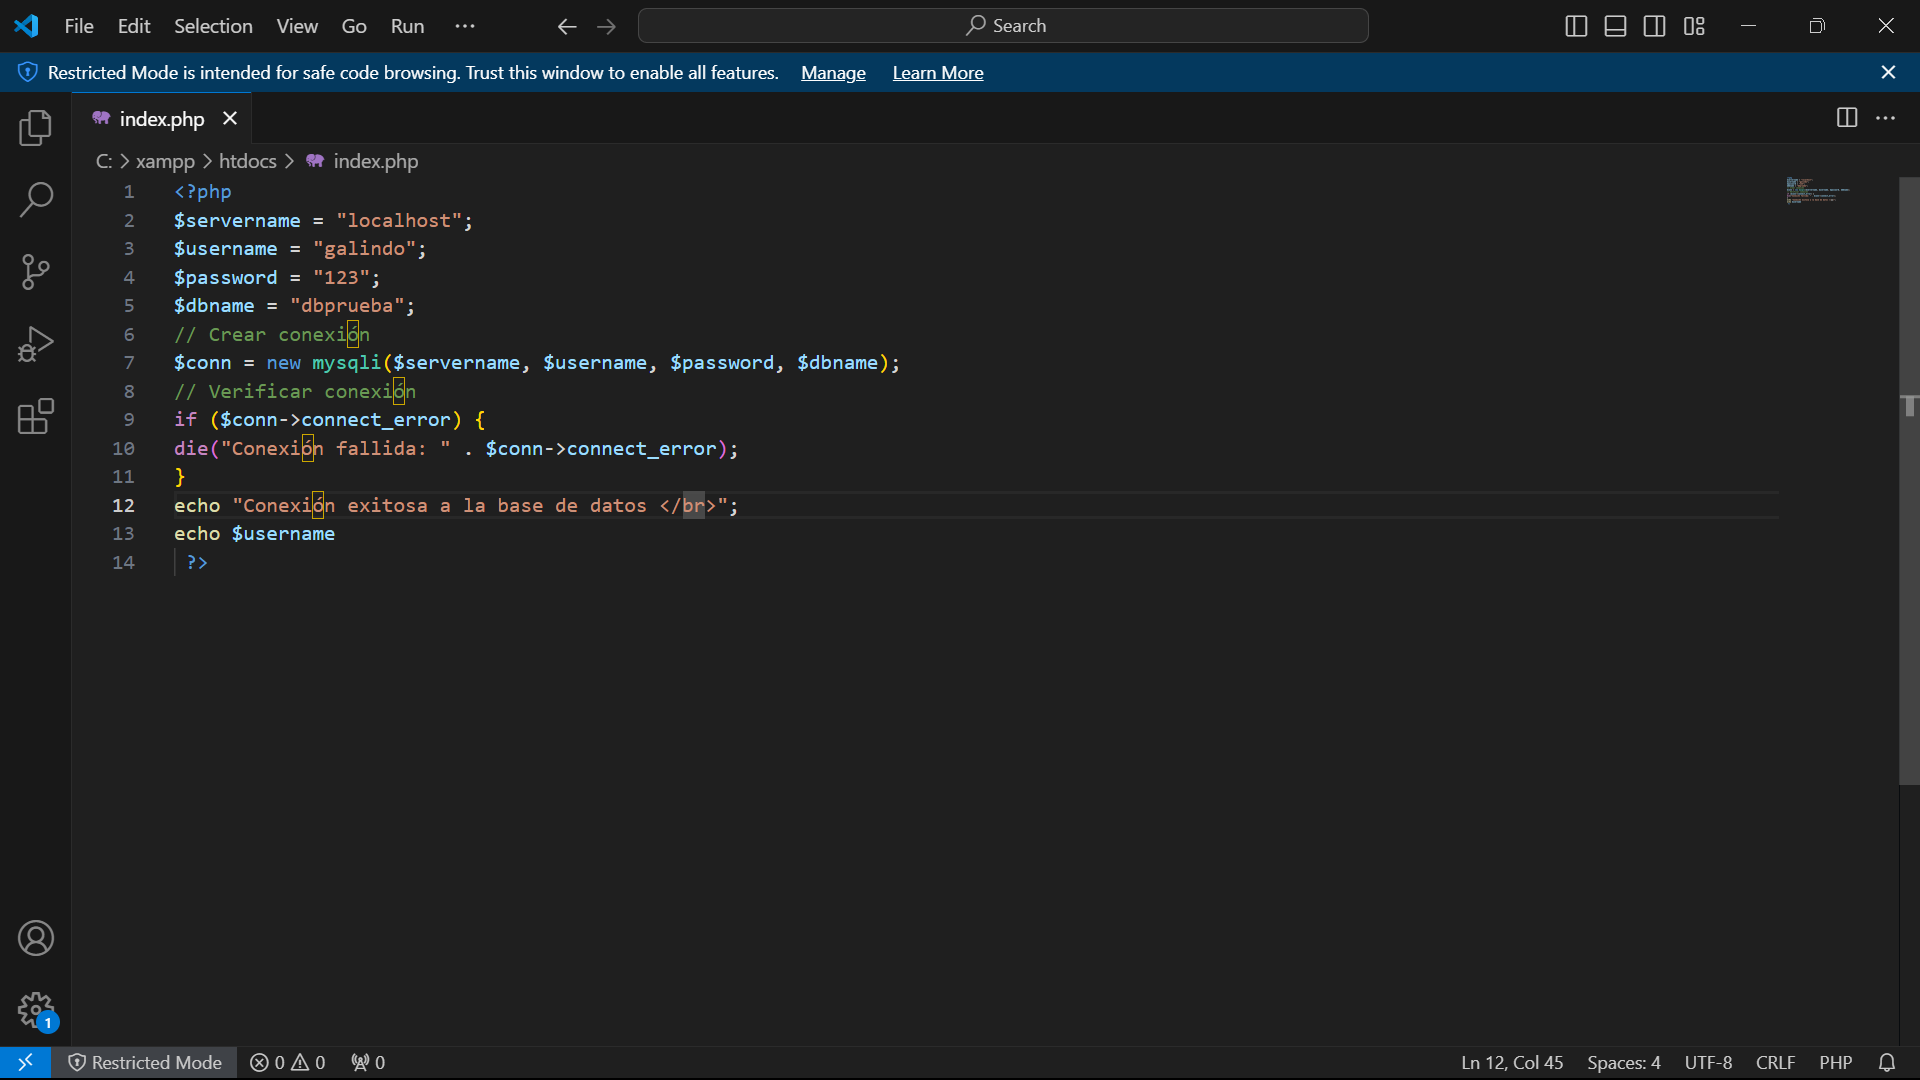 File Edit Selection View Go Run ··· Search
Restricted Mode is intended for safe code browsing. Trust this window to enable all features. Manage Learn More
index.php
C: > xampp > htdocs > index.php
1 <?php
2 $servername = "localhost";
3 $username = "galindo";
4 $password = "123";
5 $dbname = "dbprueba";
6 // Crear conexión
7 $conn = new mysqli($servername, $username, $password, $dbname);
8 // Verificar conexión
9 if ($conn->connect_error) {
10 die("Conexión fallida: " . $conn->connect_error);
11 }
12 echo "Conexión exitosa a la base de datos </br>";
13 echo $username
14 ?>
1
Restricted Mode 0 0 0 Ln 12, Col 45 Spaces: 4 UTF-8 CRLF PHP